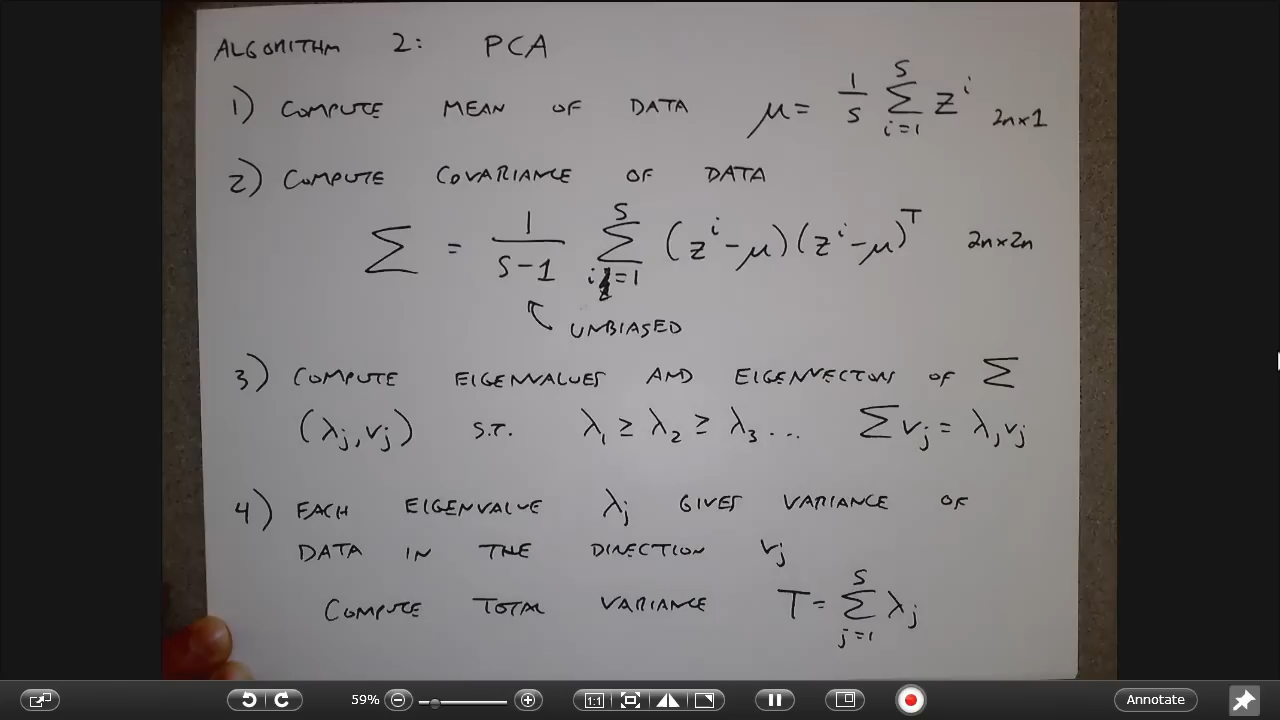 ALGORITHM 2: PCA
1) COMPUTE MEAN OF DATA μ = 1/S ∑_{i=1}^{S} z^i 2n×1
2) COMPUTE COVARIANCE OF DATA
Σ = 1/(S-1) ∑_{i=1}^{S} (z^i - μ)(z^i - μ)^T 2n×2n
UNBIASED
3) COMPUTE EIGENVALUES AND EIGENVECTORS OF Σ
(λ_j, v_j) S.T. λ_1 ≥ λ_2 ≥ λ_3 ... Σ v_j = λ_j v_j
4) EACH EIGENVALUE λ_j GIVES VARIANCE OF
DATA IN THE DIRECTION v_j
COMPUTE TOTAL VARIANCE T = ∑_{j=1}^{S} λ_j
59% 1:1 Annotate